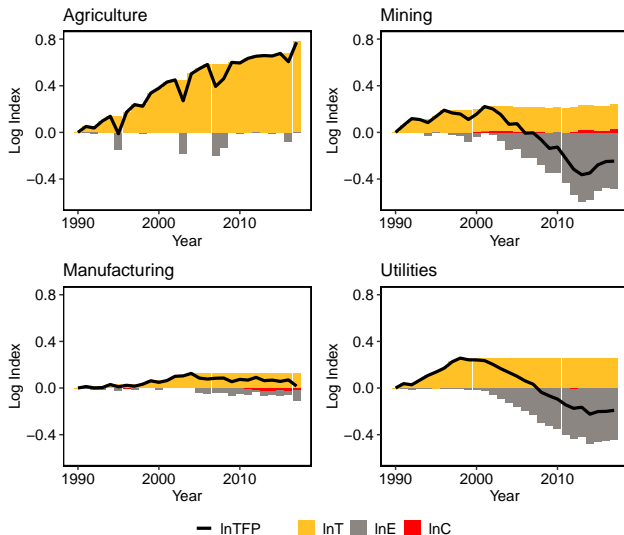 Agriculture
Mining
0.8
0.4
0.0
−0.4
Log Index
1990
2000
2010
Year
0.8
0.4
0.0
−0.4
Log Index
1990
2000
2010
Year
Manufacturing
Utilities
0.8
0.4
0.0
−0.4
Log Index
1990
2000
2010
Year
0.8
0.4
0.0
−0.4
Log Index
1990
2000
2010
Year
lnTFP lnT lnE lnC